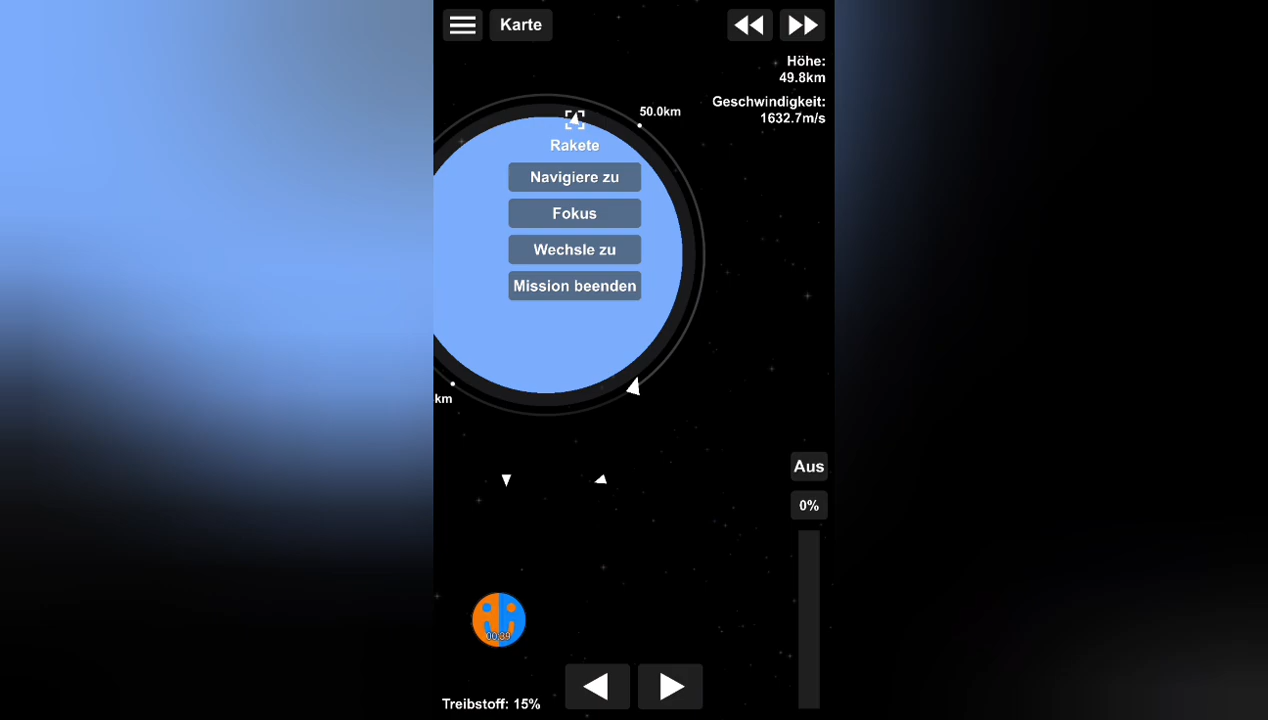 Karte
Höhe:
49.8km
Geschwindigkeit:
1632.7m/s
50.0km
Rakete
Navigiere zu
Fokus
Wechsle zu
Mission beenden
km
Aus
0%
00:39
Treibstoff: 15%